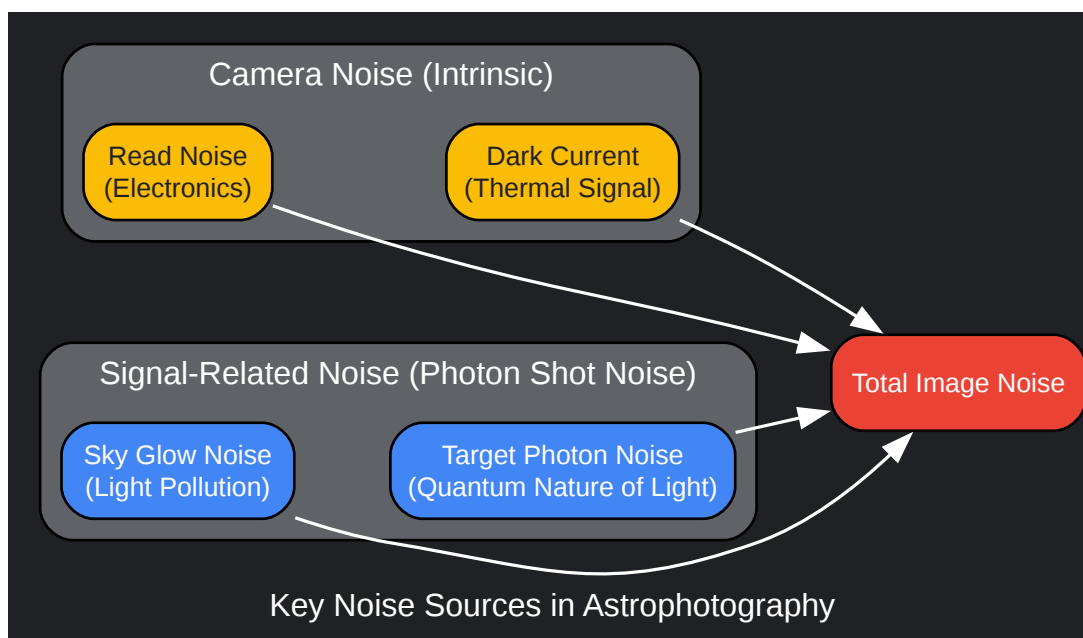 Camera Noise (Intrinsic)
Read Noise
(Electronics)
Dark Current
(Thermal Signal)
Signal-Related Noise (Photon Shot Noise)
Sky Glow Noise
(Light Pollution)
Target Photon Noise
(Quantum Nature of Light)
Total Image Noise
Key Noise Sources in Astrophotography